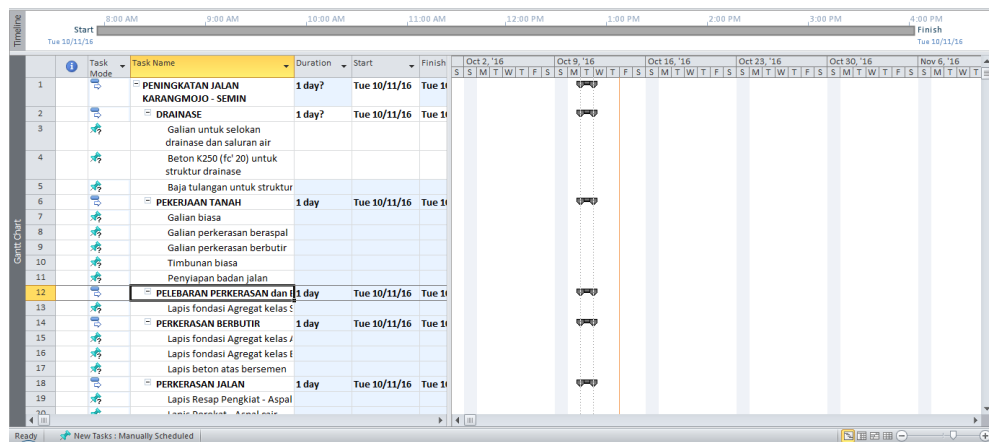 Timeline
8:00 AM 9:00 AM 10:00 AM 11:00 AM 12:00 PM 1:00 PM 2:00 PM 3:00 PM 4:00 PM
Start
Tue 10/11/16
Finish
Tue 10/11/16
Gantt Chart
Task Mode Task Name Duration Start Finish
Oct 2, '16 Oct 9, '16 Oct 16, '16 Oct 23, '16 Oct 30, '16 Nov 6, '16
S S M T W T F S S M T W T F S S M T W T F S S M T W T F S S M T W T F S S M T W T
1 PENINGKATAN JALAN 1 day? Tue 10/11/16 Tue 1
KARANGMOJO - SEMIN
2 DRAINASE 1 day? Tue 10/11/16 Tue 1
3 Galian untuk selokan
drainase dan saluran air
4 Beton K250 (fc' 20) untuk
struktur drainase
5 Baja tulangan untuk struktur
6 PEKERJAAN TANAH 1 day Tue 10/11/16 Tue 1
7 Galian biasa
8 Galian perkerasan beraspal
9 Galian perkerasan berbutir
10 Timbunan biasa
11 Penyiapan badan jalan
12 PELEBARAN PERKERASAN dan 1 day Tue 10/11/16 Tue 1
13 Lapis fondasi Agregat kelas S
14 PERKERASAN BERBUTIR 1 day Tue 10/11/16 Tue 1
15 Lapis fondasi Agregat kelas A
16 Lapis fondasi Agregat kelas
17 Lapis beton atas bersemen
18 PERKERASAN JALAN 1 day Tue 10/11/16 Tue 1
19 Lapis Resap Pengkiat - Aspal
20 Lapis Perekat - Aspal cair
Ready New Tasks : Manually Scheduled